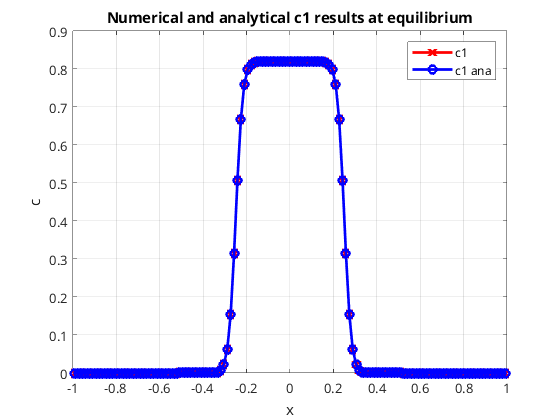 Numerical and analytical c1 results at equilibrium
0.9
0.8
0.7
0.6
0.5
0.4
0.3
0.2
0.1
0
c
c1
c1 ana
-1 -0.8 -0.6 -0.4 -0.2 0 0.2 0.4 0.6 0.8 1
x